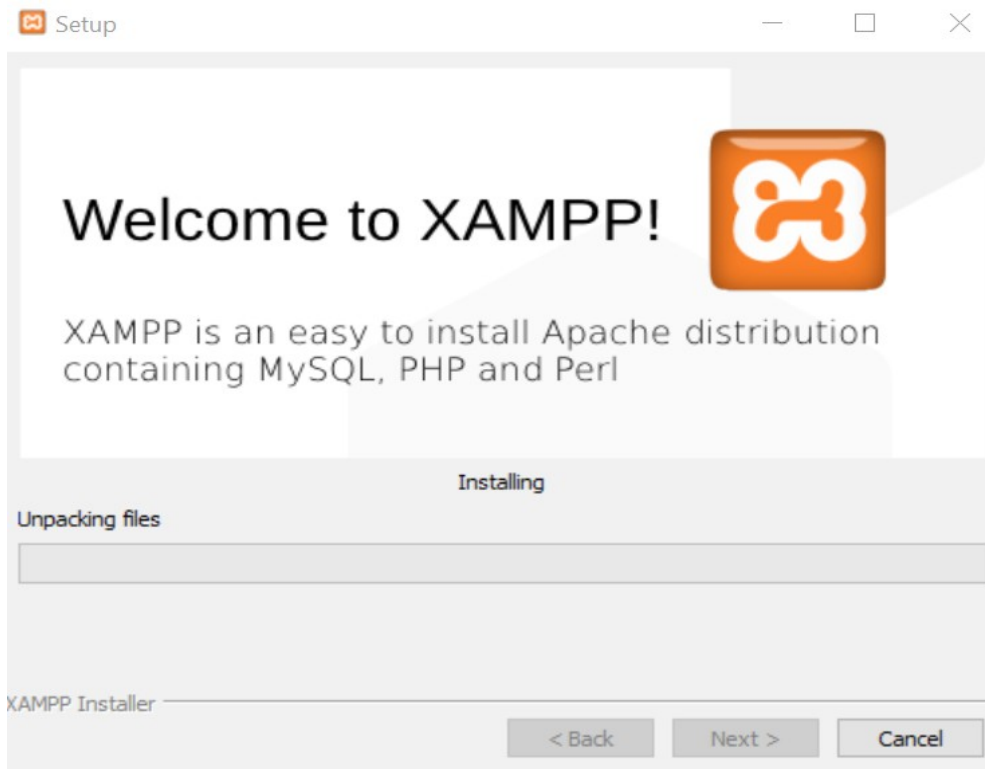 Setup
Welcome to XAMPP!
XAMPP is an easy to install Apache distribution
containing MySQL, PHP and Perl
Installing
Unpacking files
XAMPP Installer
< Back
Next >
Cancel